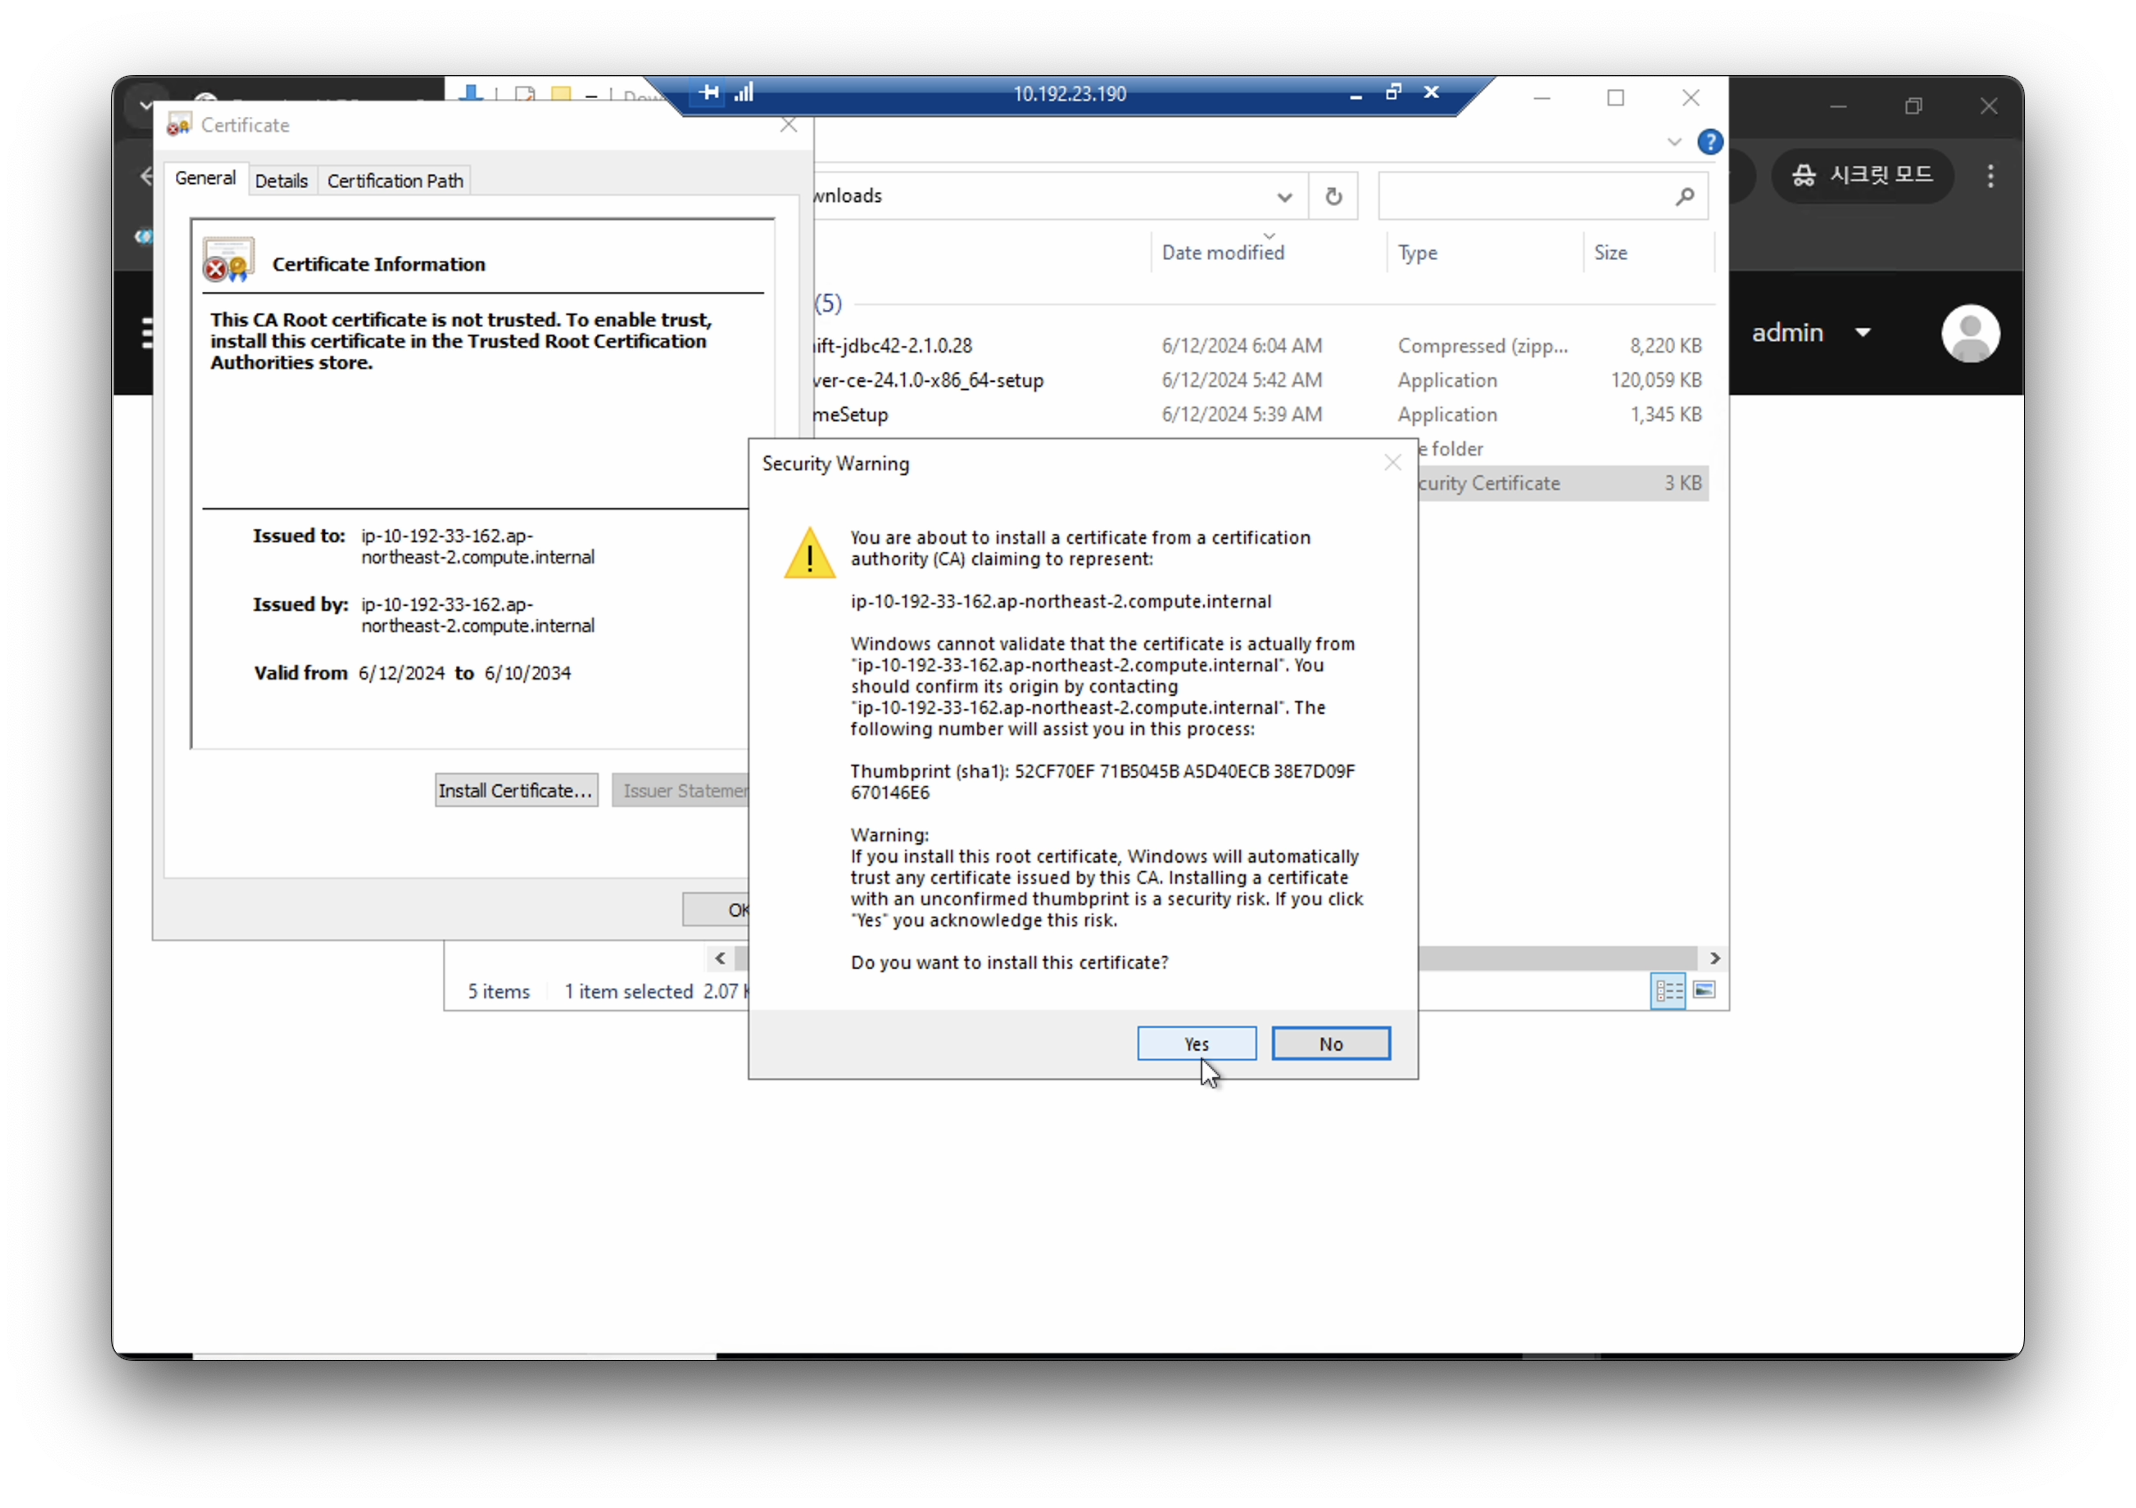 10.192.23.190
Certificate
General
Details
Certification Path
Certificate Information
This CA Root certificate is not trusted. To enable trust,
install this certificate in the Trusted Root Certification
Authorities store.
Issued to: ip-10-192-33-162.ap-
northeast-2.compute.internal
Issued by: ip-10-192-33-162.ap-
northeast-2.compute.internal
Valid from 6/12/2024 to 6/10/2034
Install Certificate...
Issuer Statemen
OK
wnloads
Date modified
Type
Size
(5)
ift-jdbc42-2.1.0.28 6/12/2024 6:04 AM Compressed (zipp... 8,220 KB
ver-ce-24.1.0-x86_64-setup 6/12/2024 5:42 AM Application 120,059 KB
meSetup 6/12/2024 5:39 AM Application 1,345 KB
e folder
curity Certificate 3 KB
5 items
1 item selected 2.07 K
시크릿 모드
admin
Security Warning
You are about to install a certificate from a certification
authority (CA) claiming to represent:
ip-10-192-33-162.ap-northeast-2.compute.internal
Windows cannot validate that the certificate is actually from
"ip-10-192-33-162.ap-northeast-2.compute.internal". You
should confirm its origin by contacting
"ip-10-192-33-162.ap-northeast-2.compute.internal". The
following number will assist you in this process:
Thumbprint (sha1): 52CF70EF 71B5045B A5D40ECB 38E7D09F
670146E6
Warning:
If you install this root certificate, Windows will automatically
trust any certificate issued by this CA. Installing a certificate
with an unconfirmed thumbprint is a security risk. If you click
"Yes" you acknowledge this risk.
Do you want to install this certificate?
Yes
No